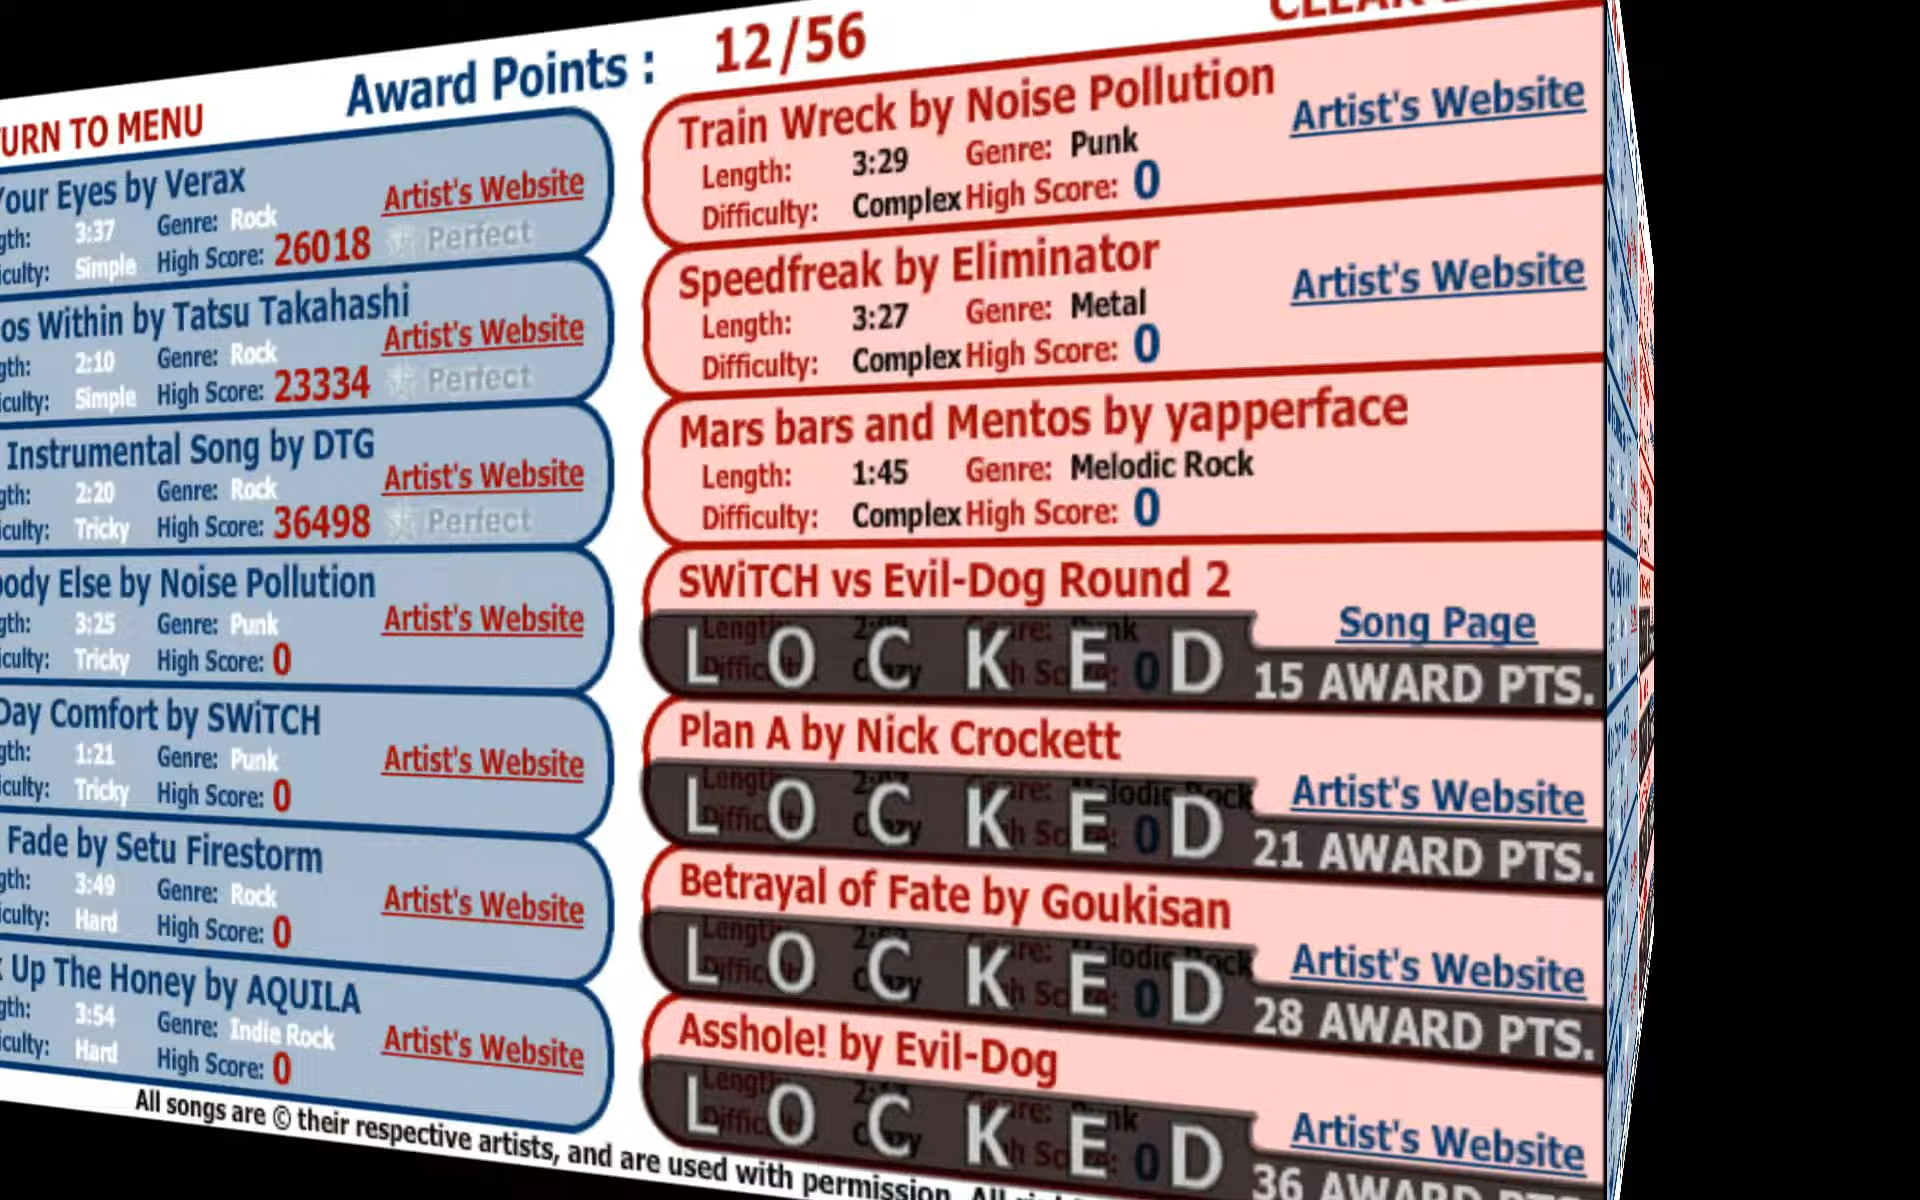 12/56
Award Points :
URN TO MENU
Your Eyes by Verax
Artist's Website
gth: 3:37 Genre: Rock
iculty: Simple High Score: 26018 Perfect
os Within by Tatsu Takahashi
Artist's Website
gth: 2:10 Genre: Rock
iculty: Simple High Score: 23334 Perfect
Instrumental Song by DTG
Artist's Website
gth: 2:20 Genre: Rock
iculty: Tricky High Score: 36498 Perfect
ody Else by Noise Pollution
Artist's Website
gth: 3:25 Genre: Punk
iculty: Tricky High Score: 0
Day Comfort by SWiTCH
Artist's Website
gth: 1:21 Genre: Punk
iculty: Tricky High Score: 0
Fade by Setu Firestorm
Artist's Website
gth: 3:49 Genre: Rock
iculty: Hard High Score: 0
Up The Honey by AQUILA
Artist's Website
gth: 3:54 Genre: Indie Rock
iculty: Hard High Score: 0
Train Wreck by Noise Pollution
Artist's Website
Length: 3:29 Genre: Punk
Difficulty: Complex High Score: 0
Speedfreak by Eliminator
Artist's Website
Length: 3:27 Genre: Metal
Difficulty: Complex High Score: 0
Mars bars and Mentos by yapperface
Length: 1:45 Genre: Melodic Rock
Difficulty: Complex High Score: 0
SWiTCH vs Evil-Dog Round 2
Song Page
LOCKED
15 AWARD PTS.
Plan A by Nick Crockett
Artist's Website
LOCKED
21 AWARD PTS.
Betrayal of Fate by Goukisan
Artist's Website
LOCKED
28 AWARD PTS.
Asshole! by Evil-Dog
Artist's Website
LOCKED
36 AWARD
All songs are © their respective artists, and are used with permission.